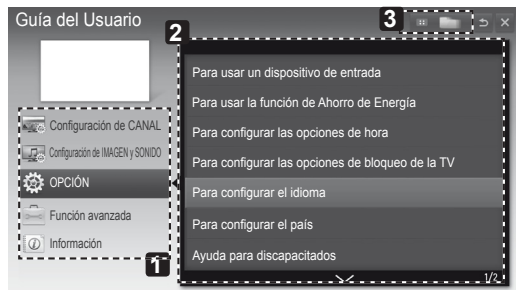 Guía del Usuario
2
3
Configuración de CANAL
Configuración de IMAGEN y SONIDO
OPCIÓN
Función avanzada
Información
1
Para usar un dispositivo de entrada
Para usar la función de Ahorro de Energía
Para configurar las opciones de hora
Para configurar las opciones de bloqueo de la TV
Para configurar el idioma
Para configurar el país
Ayuda para discapacitados
1/2